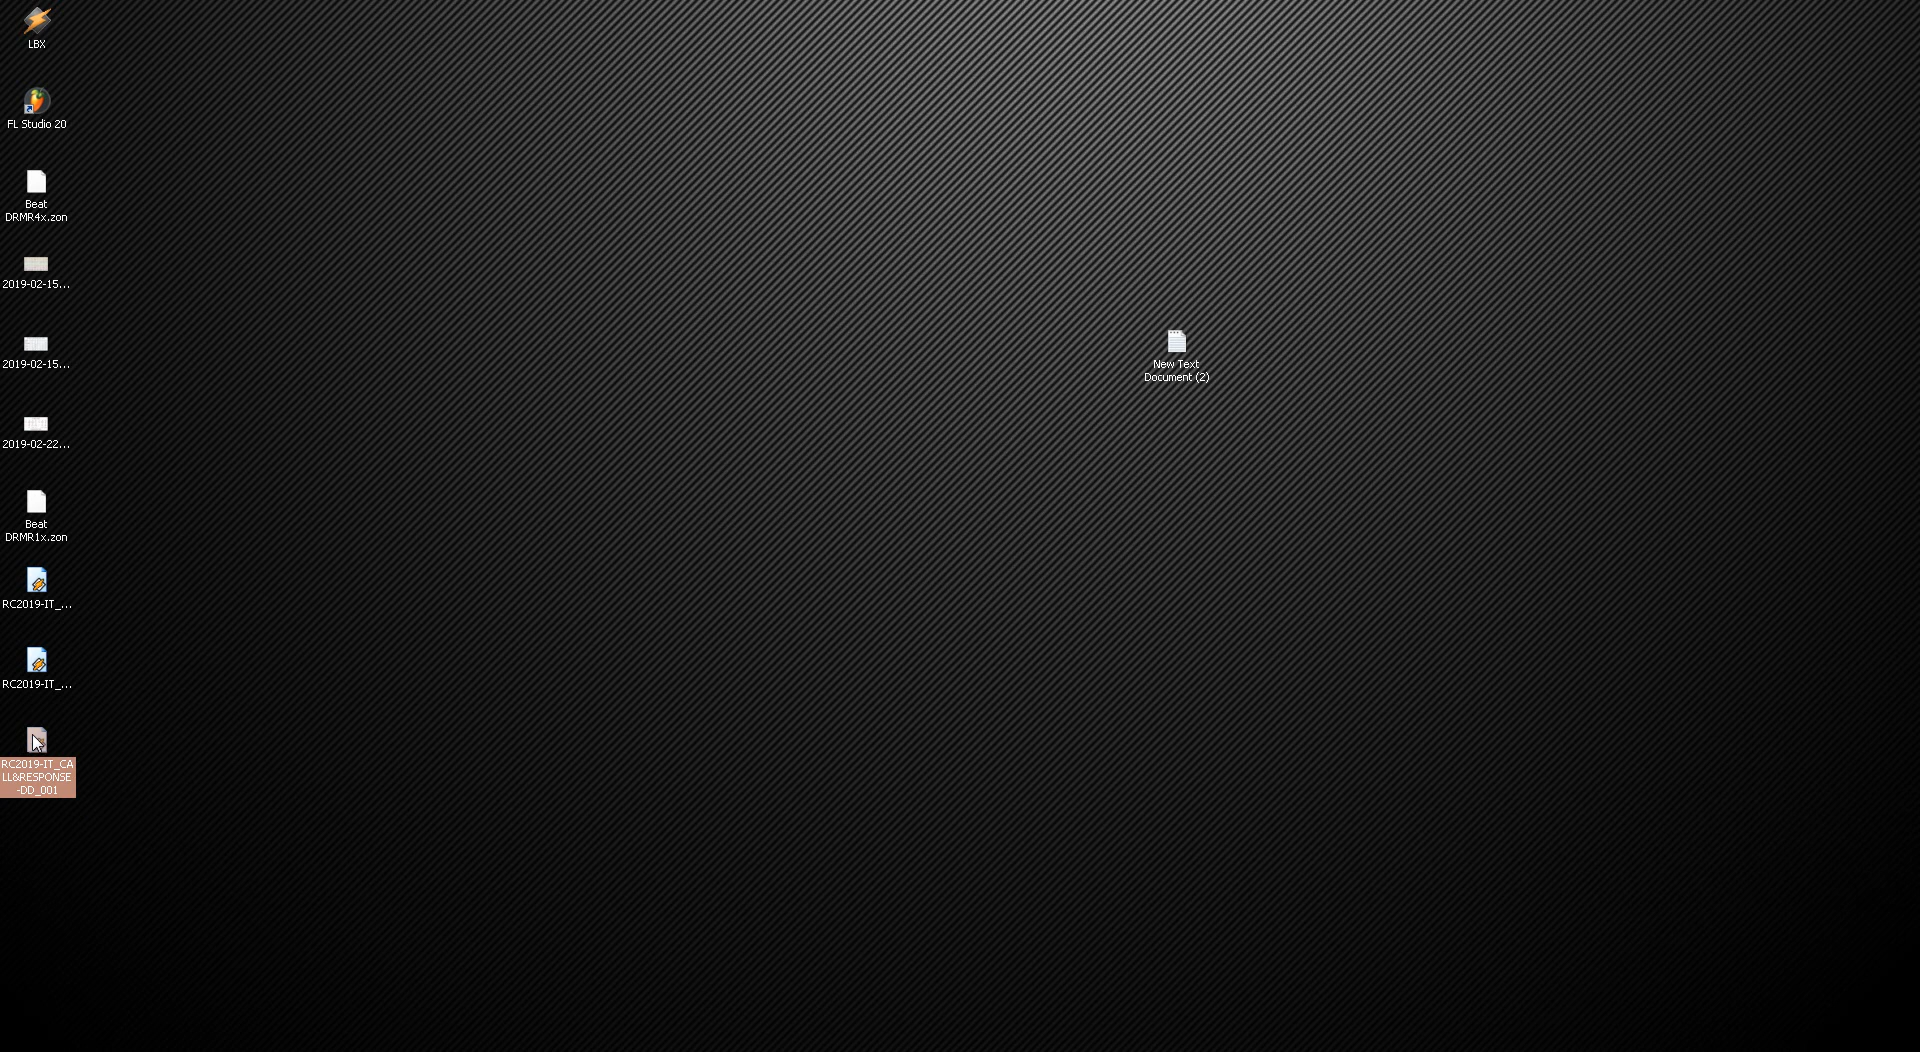 LBX
FL Studio 20
Beat
DRMR4x.zon
2019-02-15...
2019-02-15...
2019-02-22...
Beat
DRMR1x.zon
RC2019-IT_...
RC2019-IT_...
RC2019-IT_CA
LL&RESPONSE
-DD_001
New Text
Document (2)